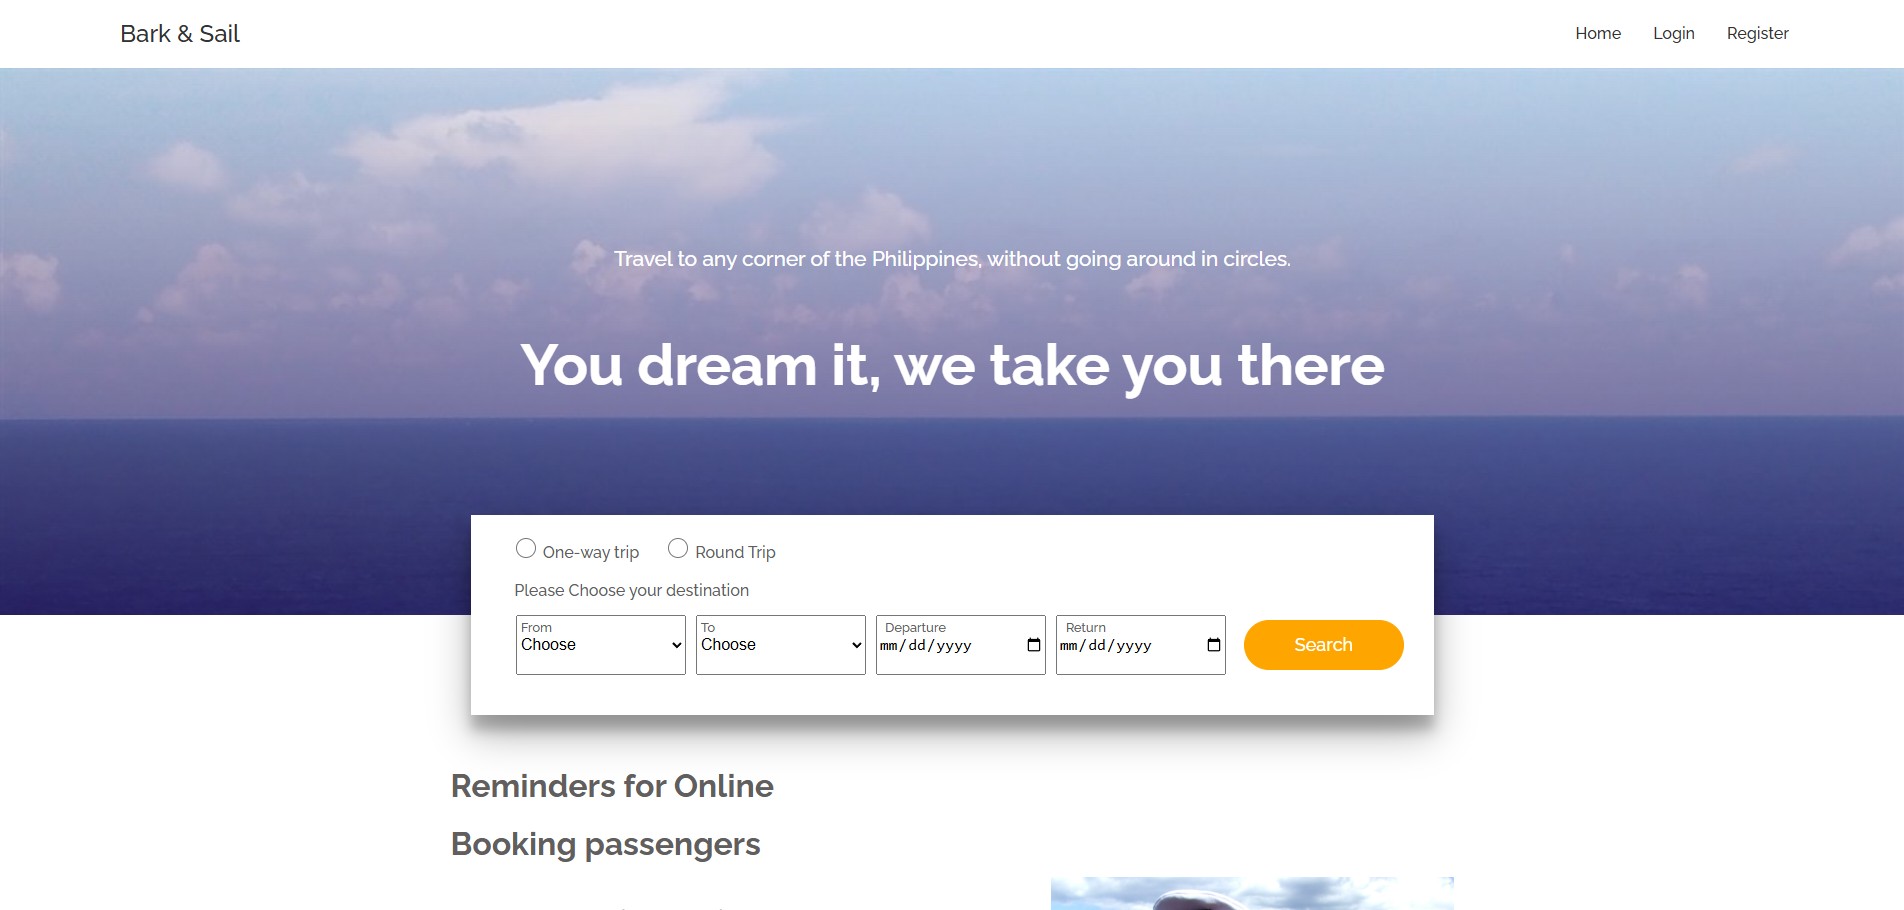 Bark & Sail
Home Login Register
Travel to any corner of the Philippines, without going around in circles.
You dream it, we take you there
One-way trip Round Trip
Please Choose your destination
From To Departure Return
Choose Choose mm/dd/yyyy mm/dd/yyyy Search
Reminders for Online
Booking passengers